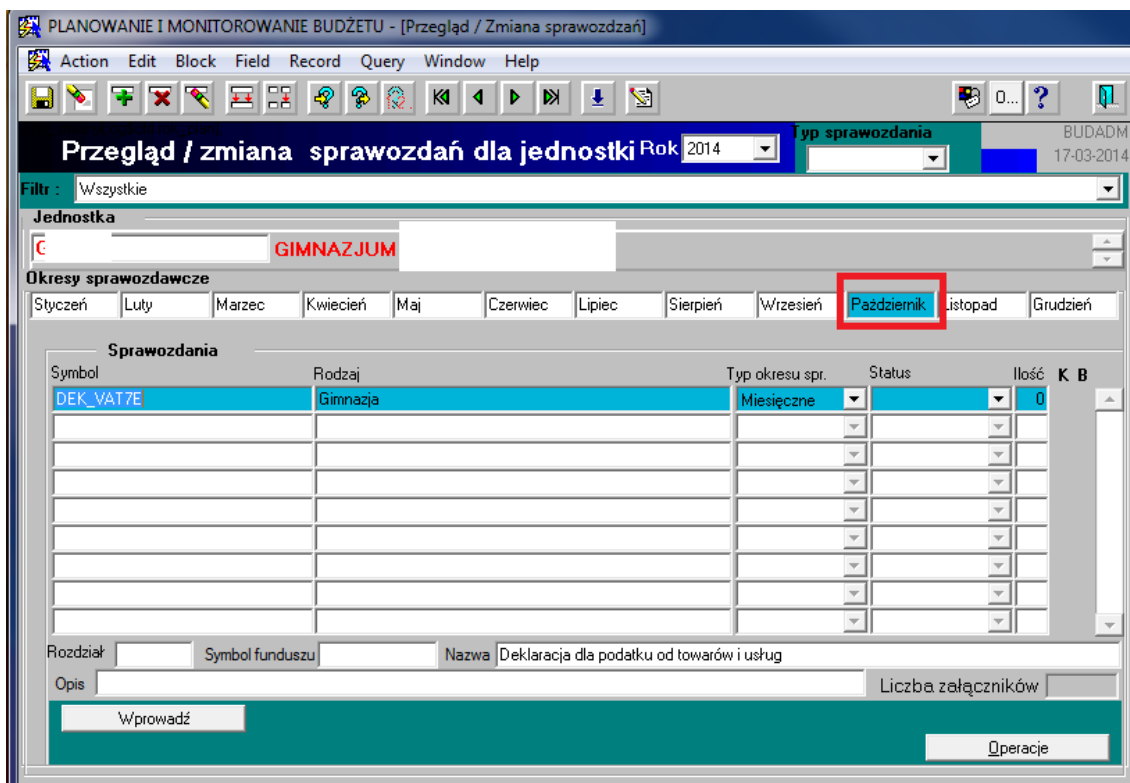 PLANOWANIE I MONITOROWANIE BUDŻETU - [Przegląd / Zmiana sprawozdzań]
Action Edit Block Field Record Query Window Help
0... ?
Przegląd / zmiana sprawozdań dla jednostki Rok 2014 Typ sprawozdania BUDADM
17-03-2014
Filtr : Wszystkie
Jednostka
G GIMNAZJUM
Okresy sprawozdawcze
Styczeń Luty Marzec Kwiecień Maj Czerwiec Lipiec Sierpień Wrzesień Październik Listopad Grudzień
Sprawozdania
Symbol Rodzaj Typ okresu spr. Status Ilość K B
DEK_VAT7E Gimnazja Miesięczne 0
Rozdział Symbol funduszu Nazwa Deklaracja dla podatku od towarów i usług
Opis Liczba załączników
Wprowadź
Operacje